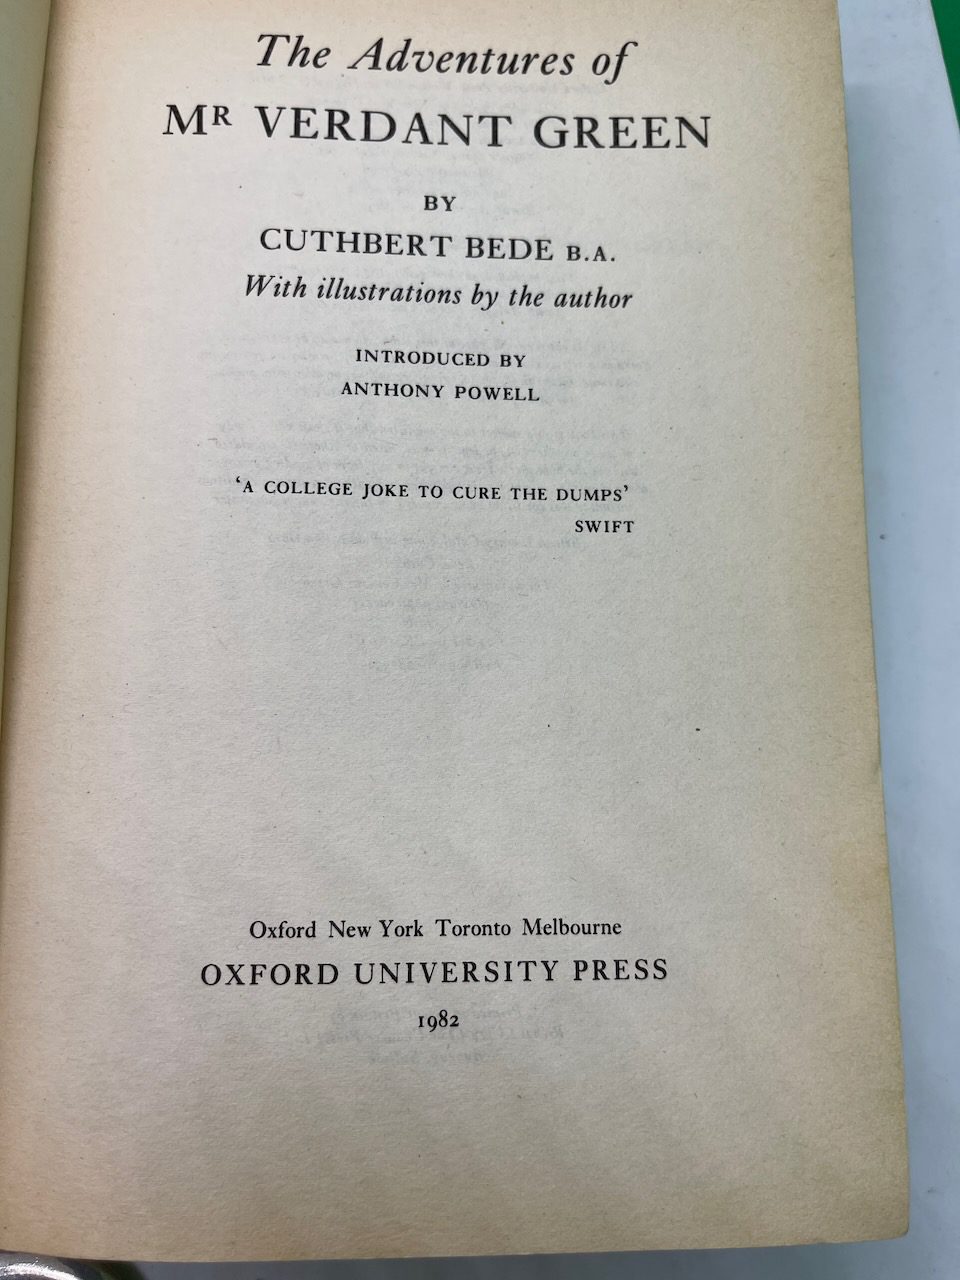 The Adventures of
MR VERDANT GREEN
BY
CUTHBERT BEDE B.A.
With illustrations by the author
INTRODUCED BY
ANTHONY POWELL
‘A COLLEGE JOKE TO CURE THE DUMPS’
SWIFT
Oxford New York Toronto Melbourne
OXFORD UNIVERSITY PRESS
1982